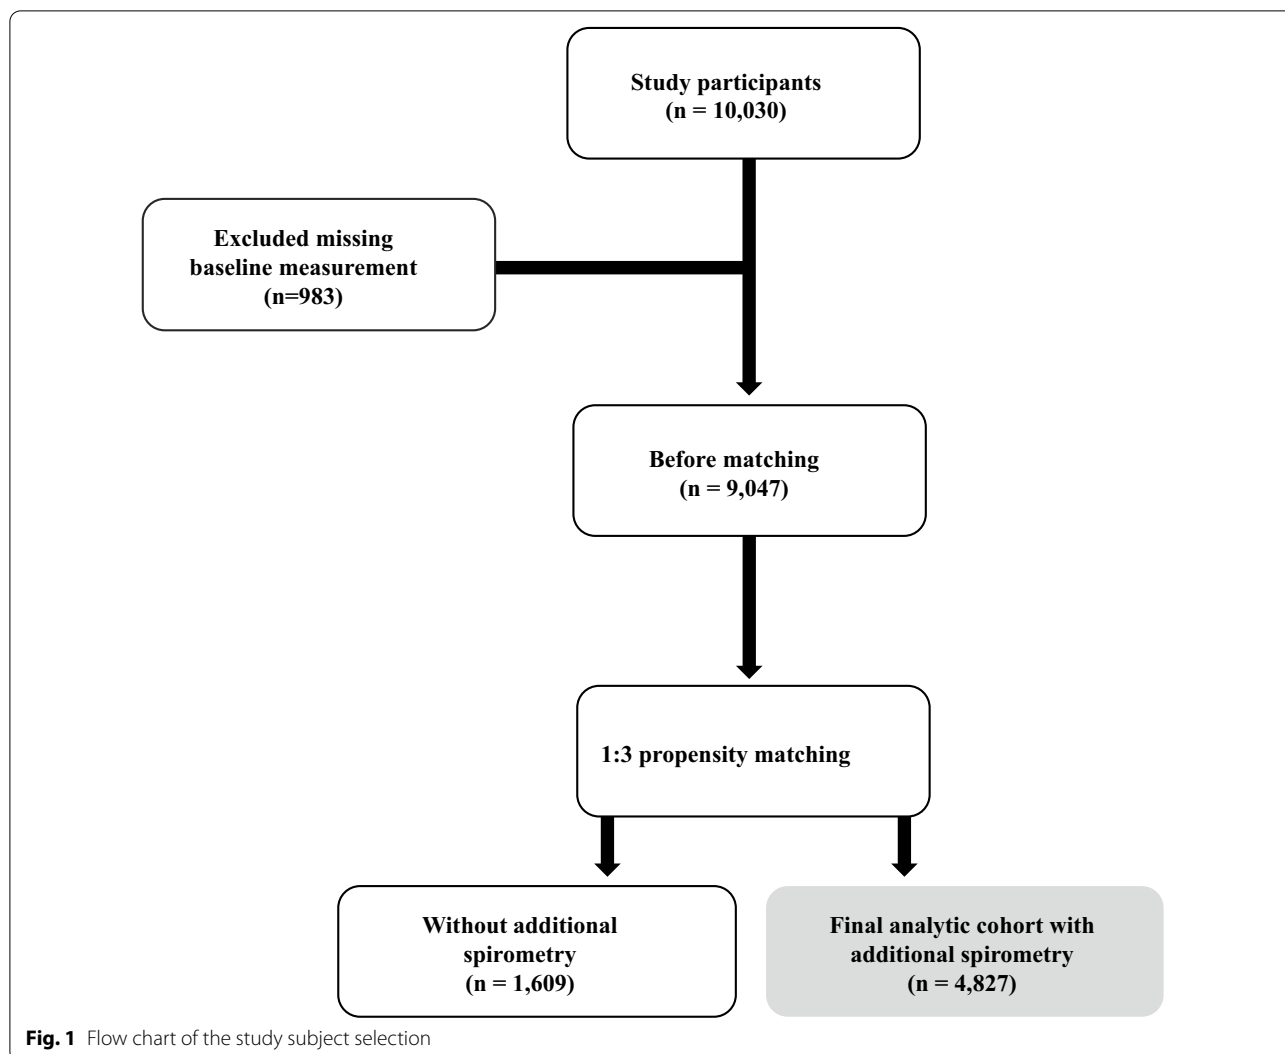 Study participants
(n = 10,030)
Excluded missing
baseline measurement
(n=983)
Before matching
(n = 9,047)
1:3 propensity matching
Without additional
spirometry
(n = 1,609)
Final analytic cohort with
additional spirometry
(n = 4,827)
Fig. 1 Flow chart of the study subject selection